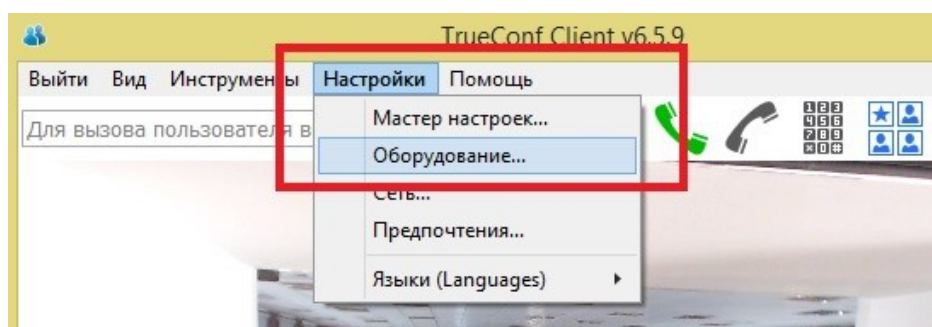 TrueConf Client v6.5.9
Выйти Вид Инструменты Настройки Помощь
Для вызова пользователя в
Мастер настроек...
Оборудование...
Сеть...
Предпочтения...
Языки (Languages)